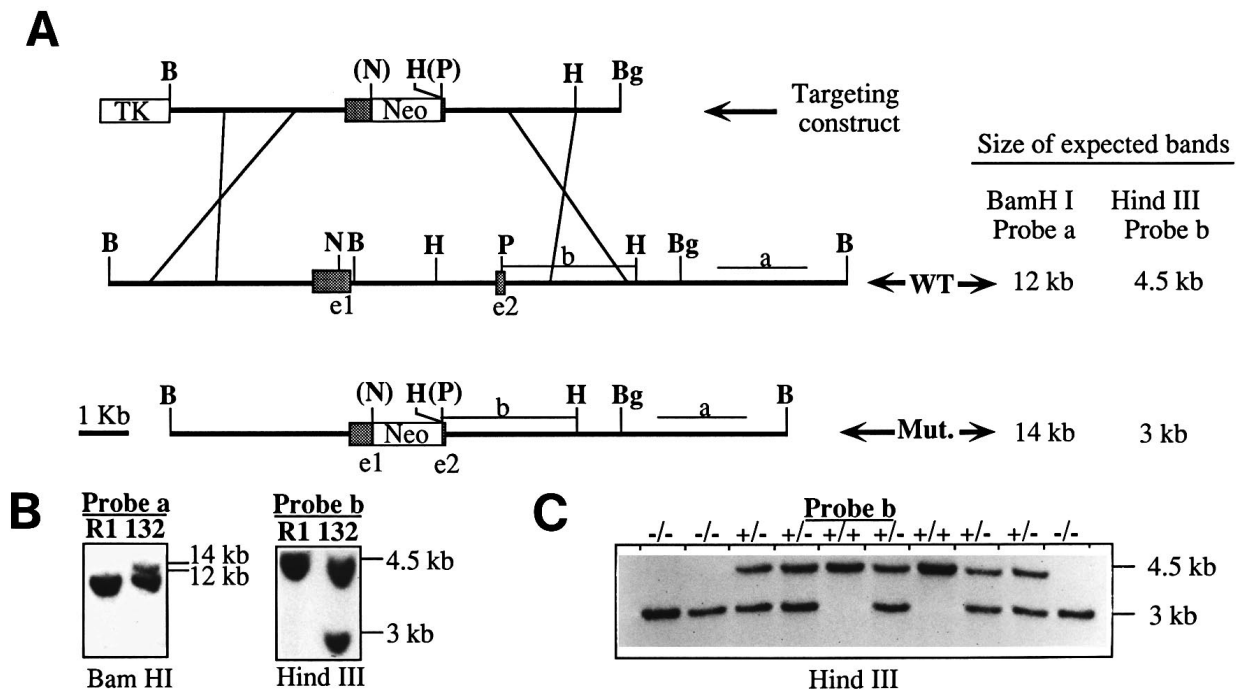 A
B (N) H(P) H Bg
TK Neo
Targeting
construct
Size of expected bands
BamH I Hind III
Probe a Probe b
B N B H P b H Bg a B
e1 e2
WT 12 kb 4.5 kb
1 Kb
B (N) H(P) b H Bg a B
Neo
e1 e2
Mut. 14 kb 3 kb
B
Probe a
R1 132
14 kb
12 kb
Bam HI
Probe b
R1 132
4.5 kb
3 kb
Hind III
C
Probe b
-/- -/- +/- +/- +/+ +/- +/+ +/- +/- -/-
4.5 kb
3 kb
Hind III